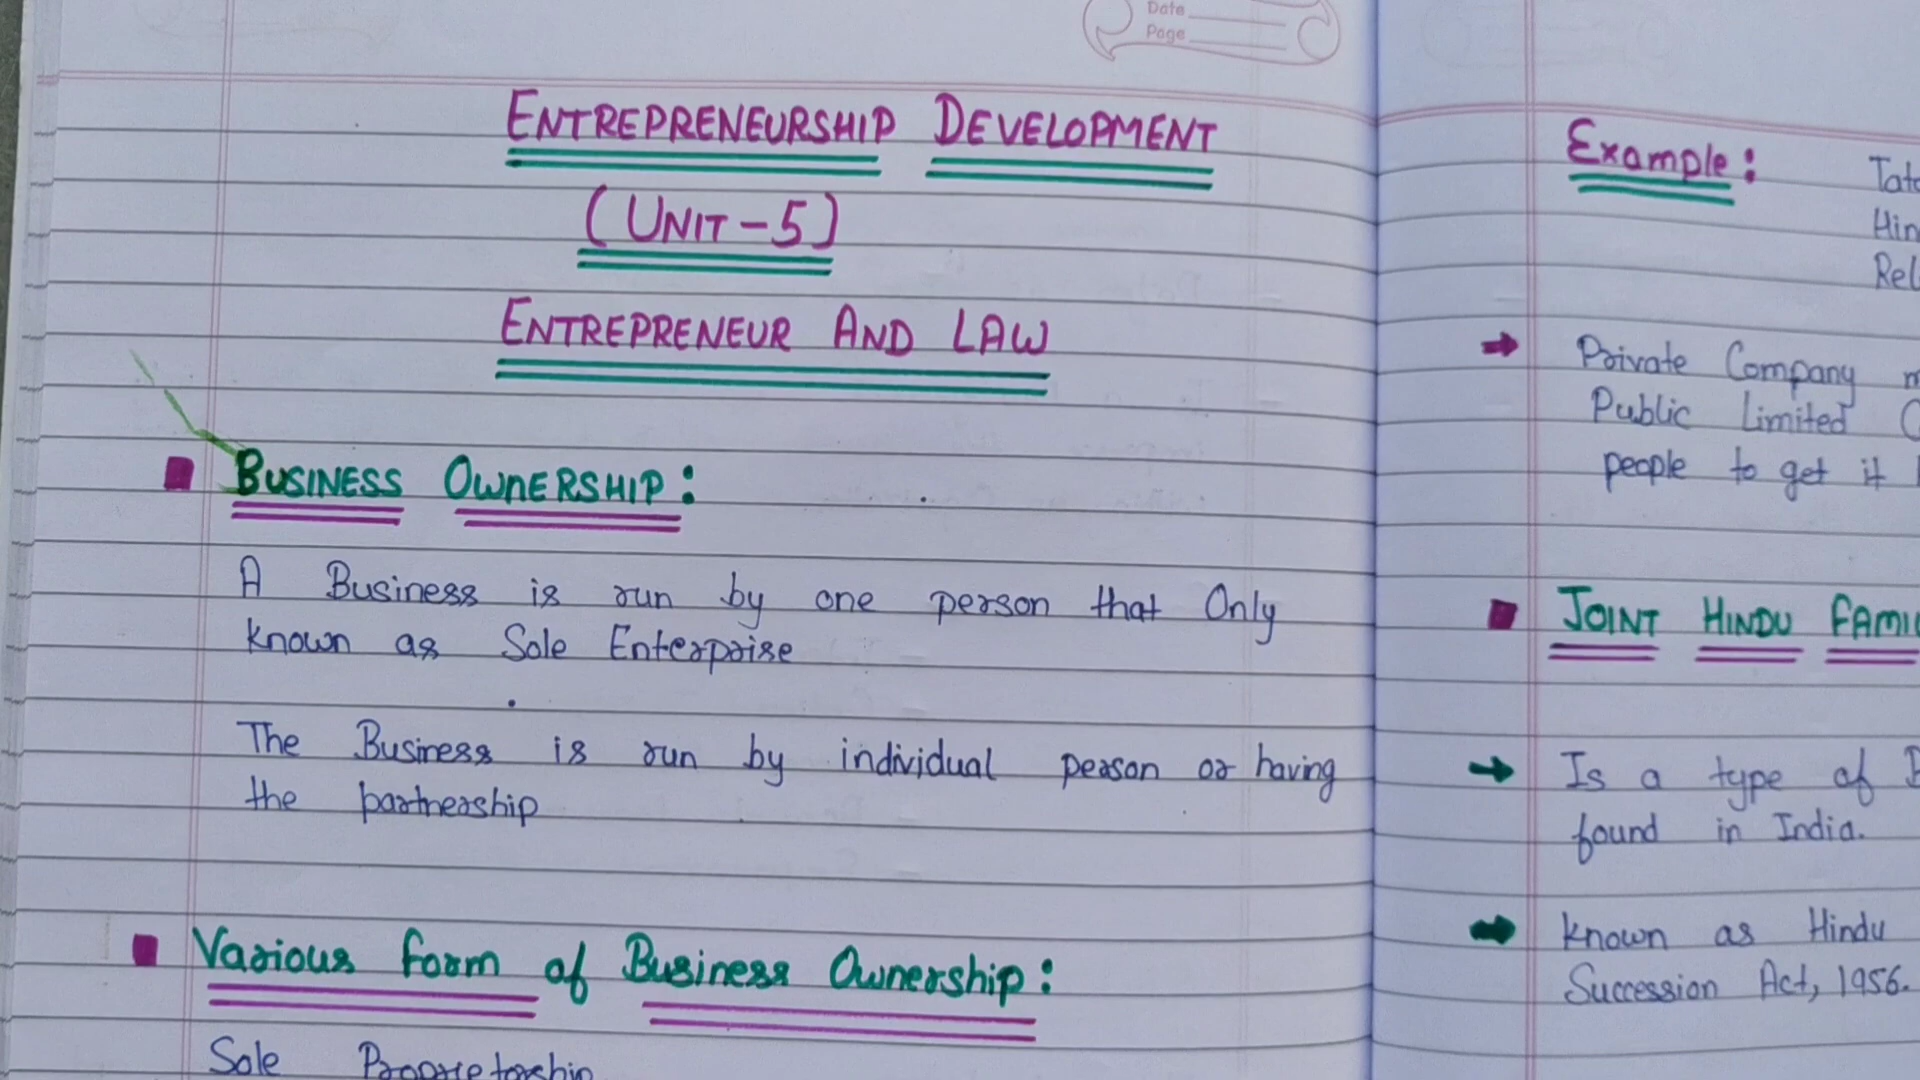 Date
Page
ENTREPRENEURSHIP DEVELOPMENT
(UNIT-5)
ENTREPRENEUR AND LAW
BUSINESS OWNERSHIP:
A Business is run by one person that Only
known as Sole Enterprise
The Business is run by individual person or having
the partnership
Various form of Business Ownership:
Sole Proprietorship
Example:
Private Company
Public Limited
people to get it
JOINT HINDU
Is a type of
found in India.
known as Hindu
Succession Act, 1956.